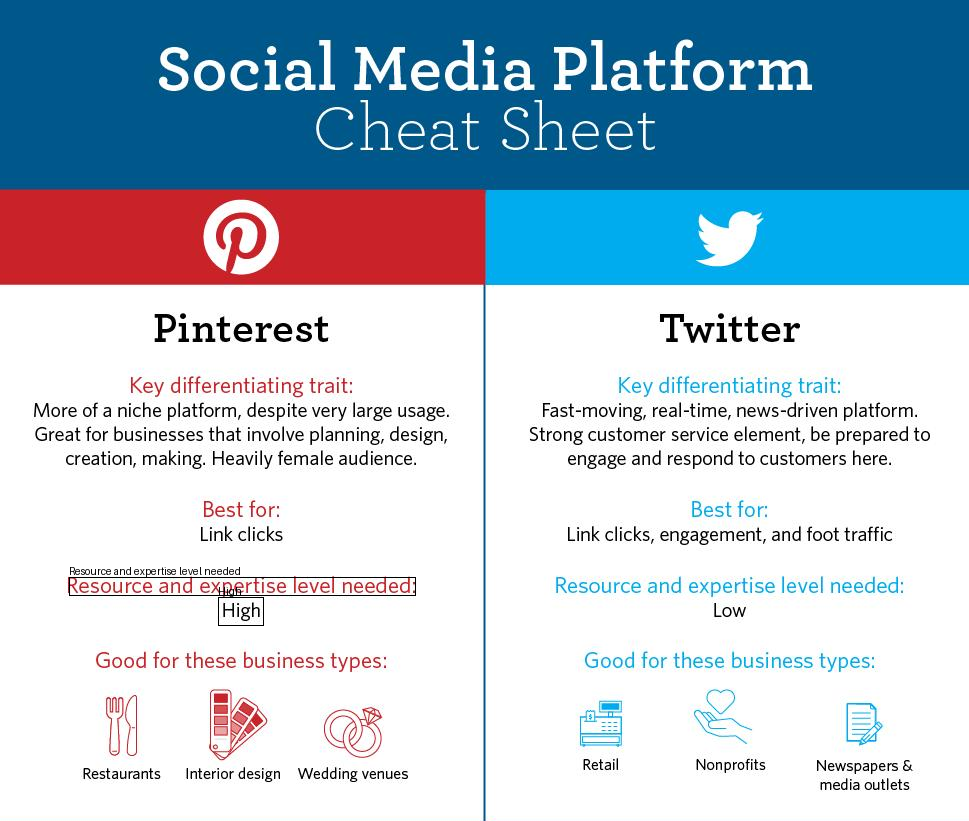 Social Media Platform
Cheat Sheet
Pinterest
Key differentiating trait:
More of a niche platform, despite very large usage.
Great for businesses that involve planning, design,
creation, making. Heavily female audience.
Best for:
Link clicks
Resource and expertise level needed
Resource and expertise level needed:
High
High
Good for these business types:
Restaurants
Interior design
Wedding venues
Twitter
Key differentiating trait:
Fast-moving, real-time, news-driven platform.
Strong customer service element, be prepared to
engage and respond to customers here.
Best for:
Link clicks, engagement, and foot traffic
Resource and expertise level needed:
Low
Good for these business types:
Retail
Nonprofits
Newspapers &
media outlets